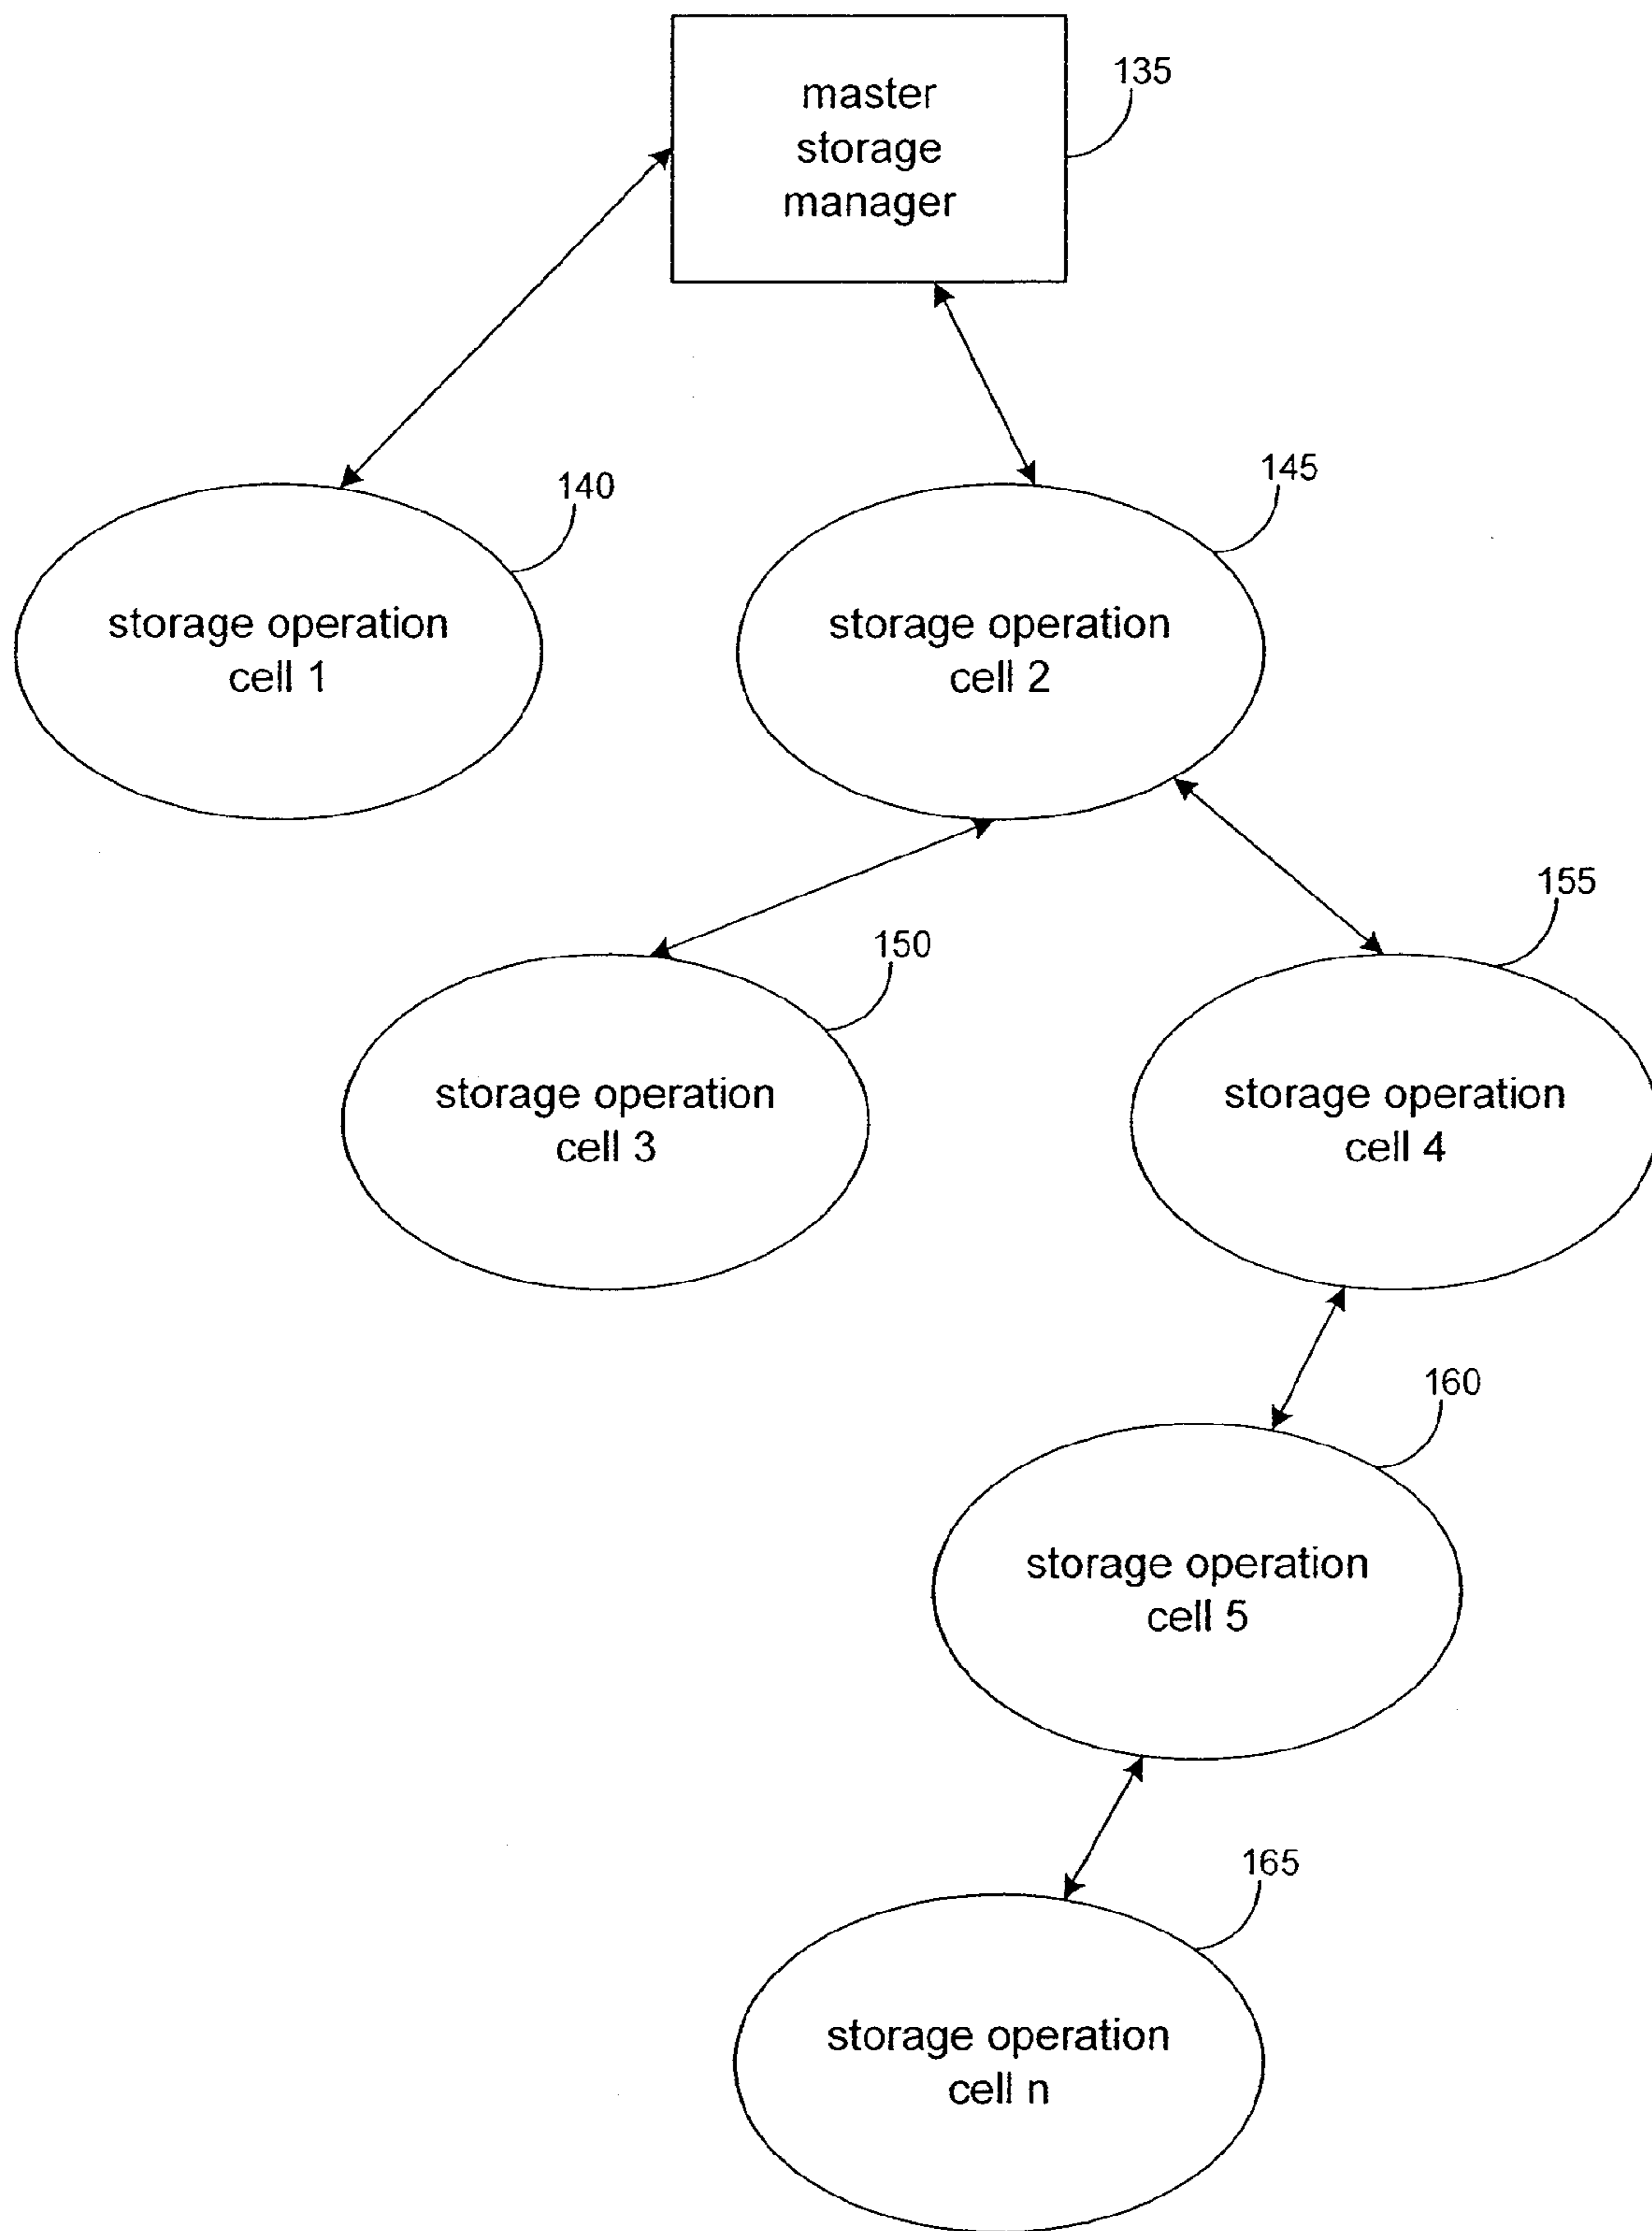 master
storage
manager
135
140
145
storage operation
cell 1
storage operation
cell 2
150
155
storage operation
cell 3
storage operation
cell 4
160
storage operation
cell 5
165
storage operation
cell n